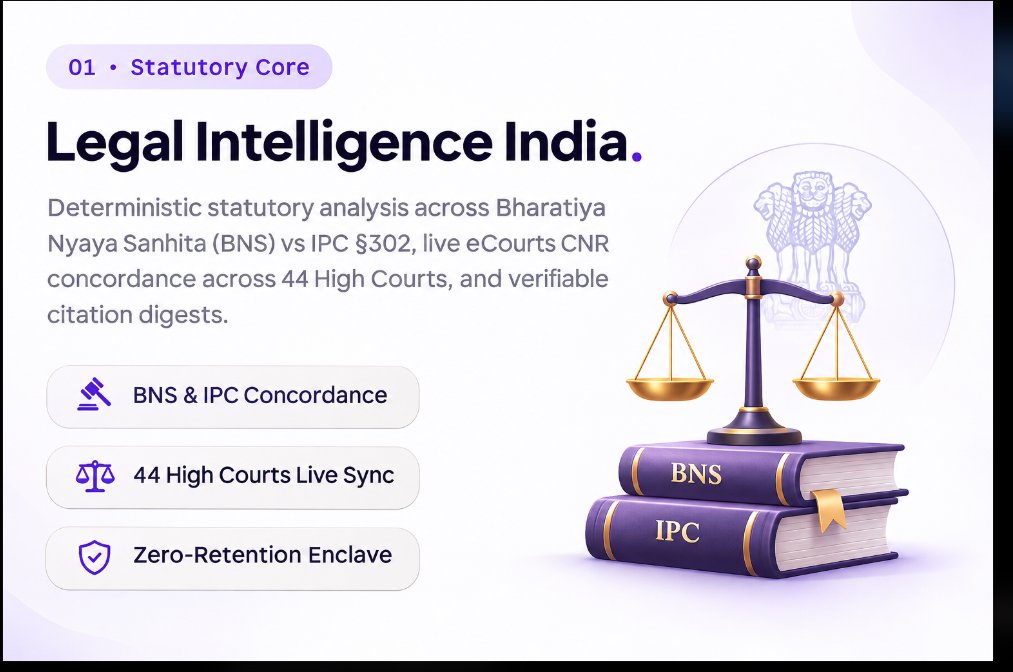 01 • Statutory Core
Legal Intelligence India.
Deterministic statutory analysis across Bharatiya
Nyaya Sanhita (BNS) vs IPC §302, live eCourts CNR
concordance across 44 High Courts, and verifiable
citation digests.
BNS & IPC Concordance
44 High Courts Live Sync
Zero-Retention Enclave
BNS
IPC